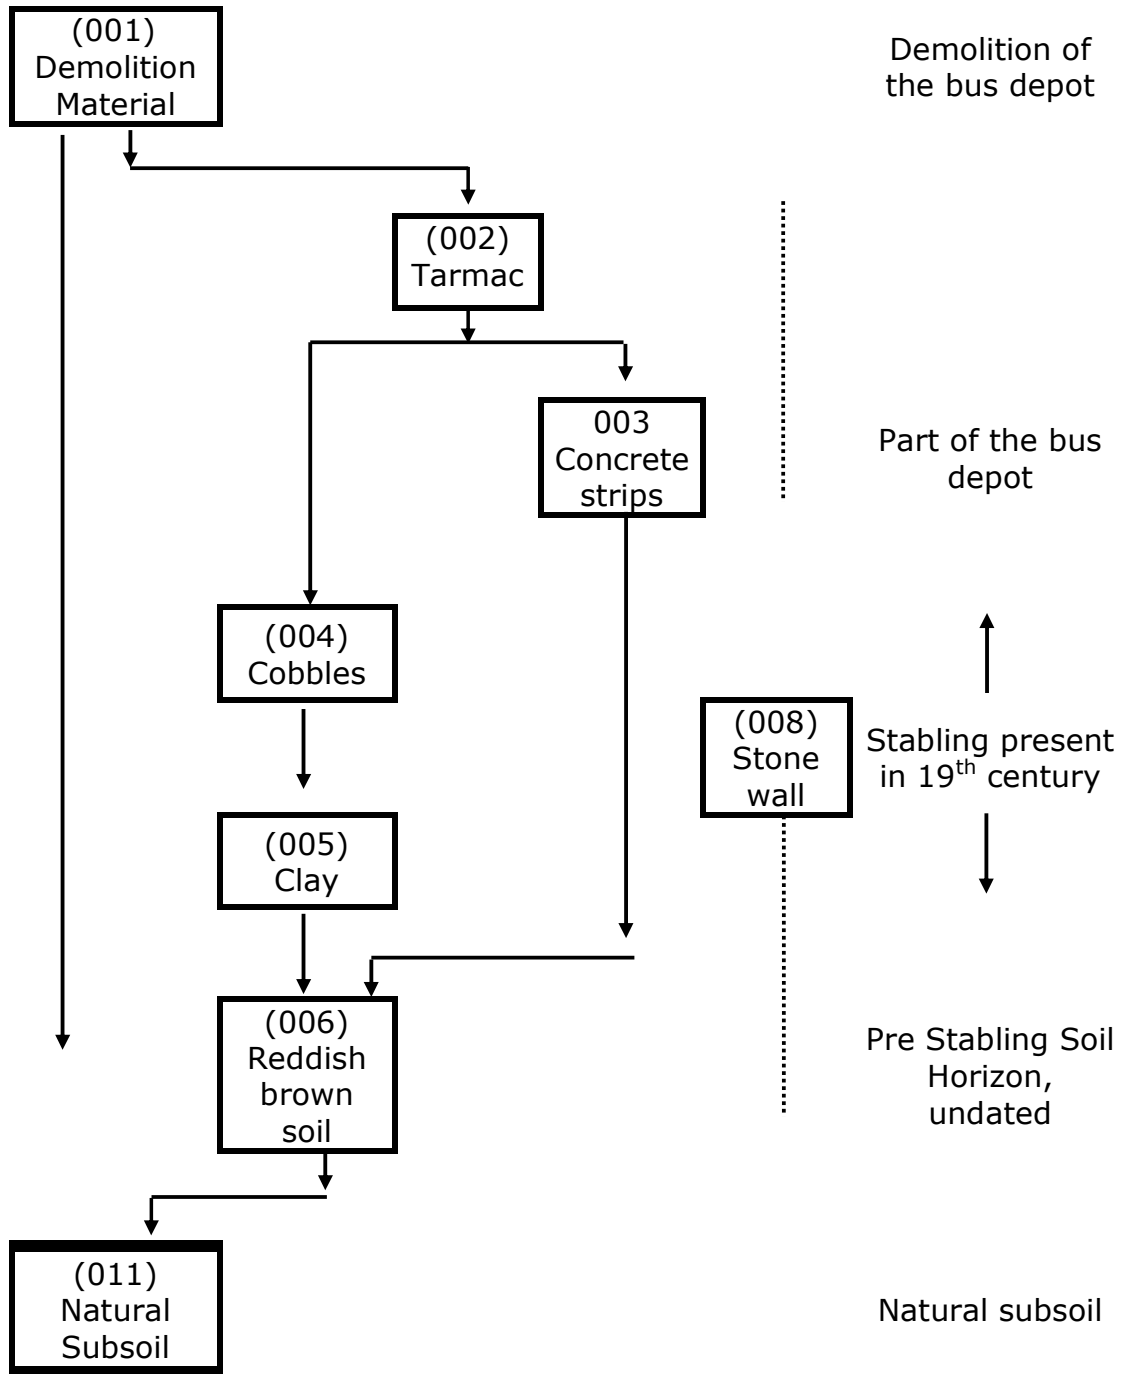 (001)
Demolition
Material
Demolition of
the bus depot
(002)
Tarmac
003
Concrete
strips
Part of the bus
depot
(004)
Cobbles
(008)
Stone
wall
Stabling present
in 19th century
(005)
Clay
(006)
Reddish
brown
soil
Pre Stabling Soil
Horizon,
undated
(011)
Natural
Subsoil
Natural subsoil